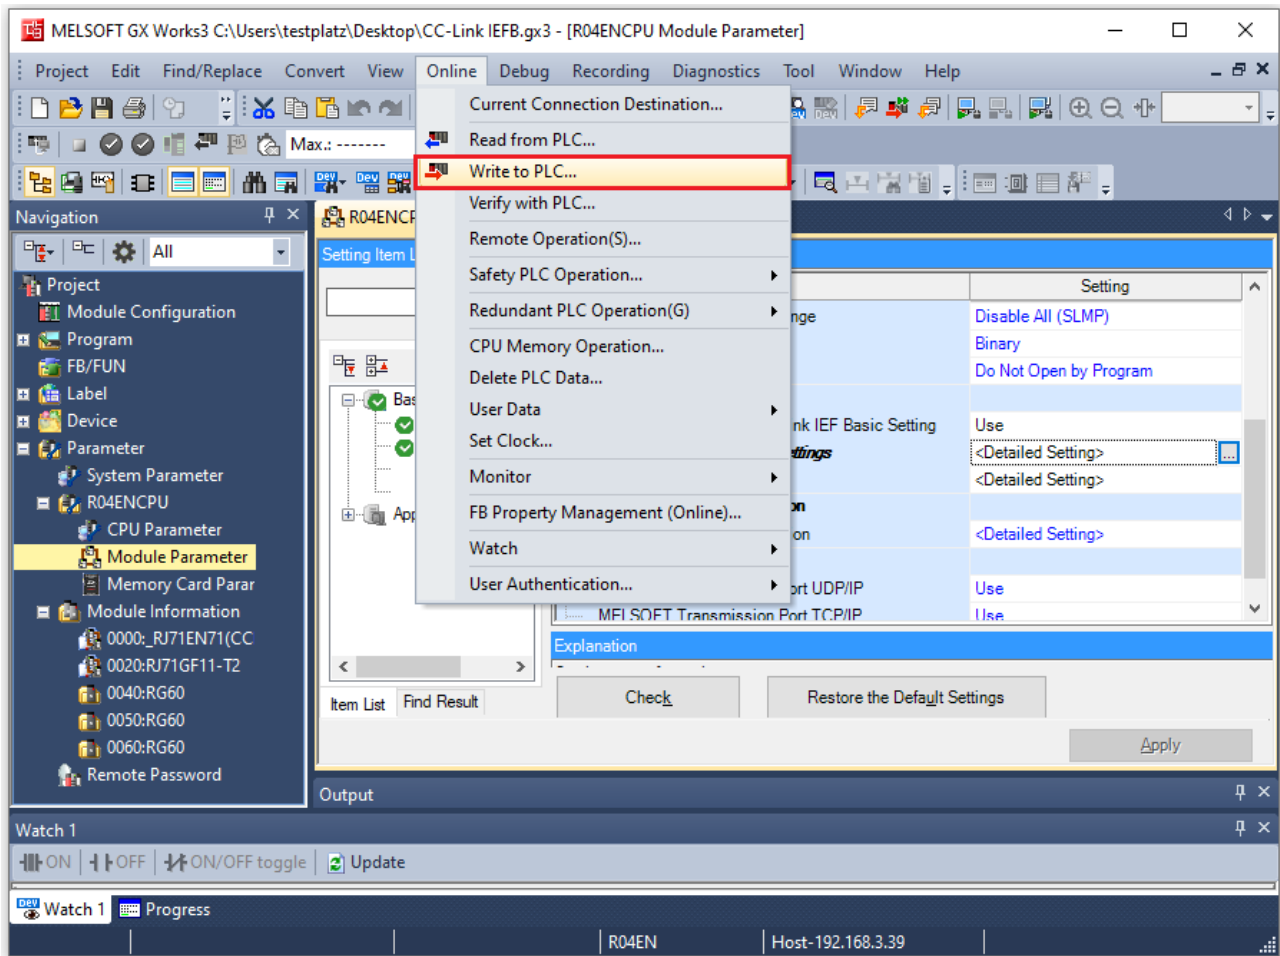 MELSOFT GX Works3 C:\Users\testplatz\Desktop\CC-Link IEFB.gx3 - [R04ENCPU Module Parameter]
Project Edit Find/Replace Convert View Online Debug Recording Diagnostics Tool Window Help
Max.: -------
Current Connection Destination...
Read from PLC...
Write to PLC...
Verify with PLC...
Remote Operation(S)...
Safety PLC Operation...
Redundant PLC Operation(G)
CPU Memory Operation...
Delete PLC Data...
User Data
Set Clock...
Monitor
FB Property Management (Online)...
Watch
User Authentication...
Navigation
All
Project
Module Configuration
Program
FB/FUN
Label
Device
Parameter
System Parameter
R04ENCPU
CPU Parameter
Module Parameter
Memory Card Parar
Module Information
0000:_RJ71EN71(CC
0020:RJ71GF11-T2
0040:RG60
0050:RG60
0060:RG60
Remote Password
R04ENCP
Setting Item L
Bas
App
Item List Find Result
Setting
nge Disable All (SLMP)
Binary
Do Not Open by Program
nk IEF Basic Setting Use
ttings <Detailed Setting> ...
<Detailed Setting>
on
on <Detailed Setting>
ort UDP/IP Use
MELSOFT Transmission Port TCP/IP Use
Explanation
Check Restore the Default Settings
Apply
Output
Watch 1
ON OFF ON/OFF toggle Update
Watch 1 Progress
R04EN Host-192.168.3.39